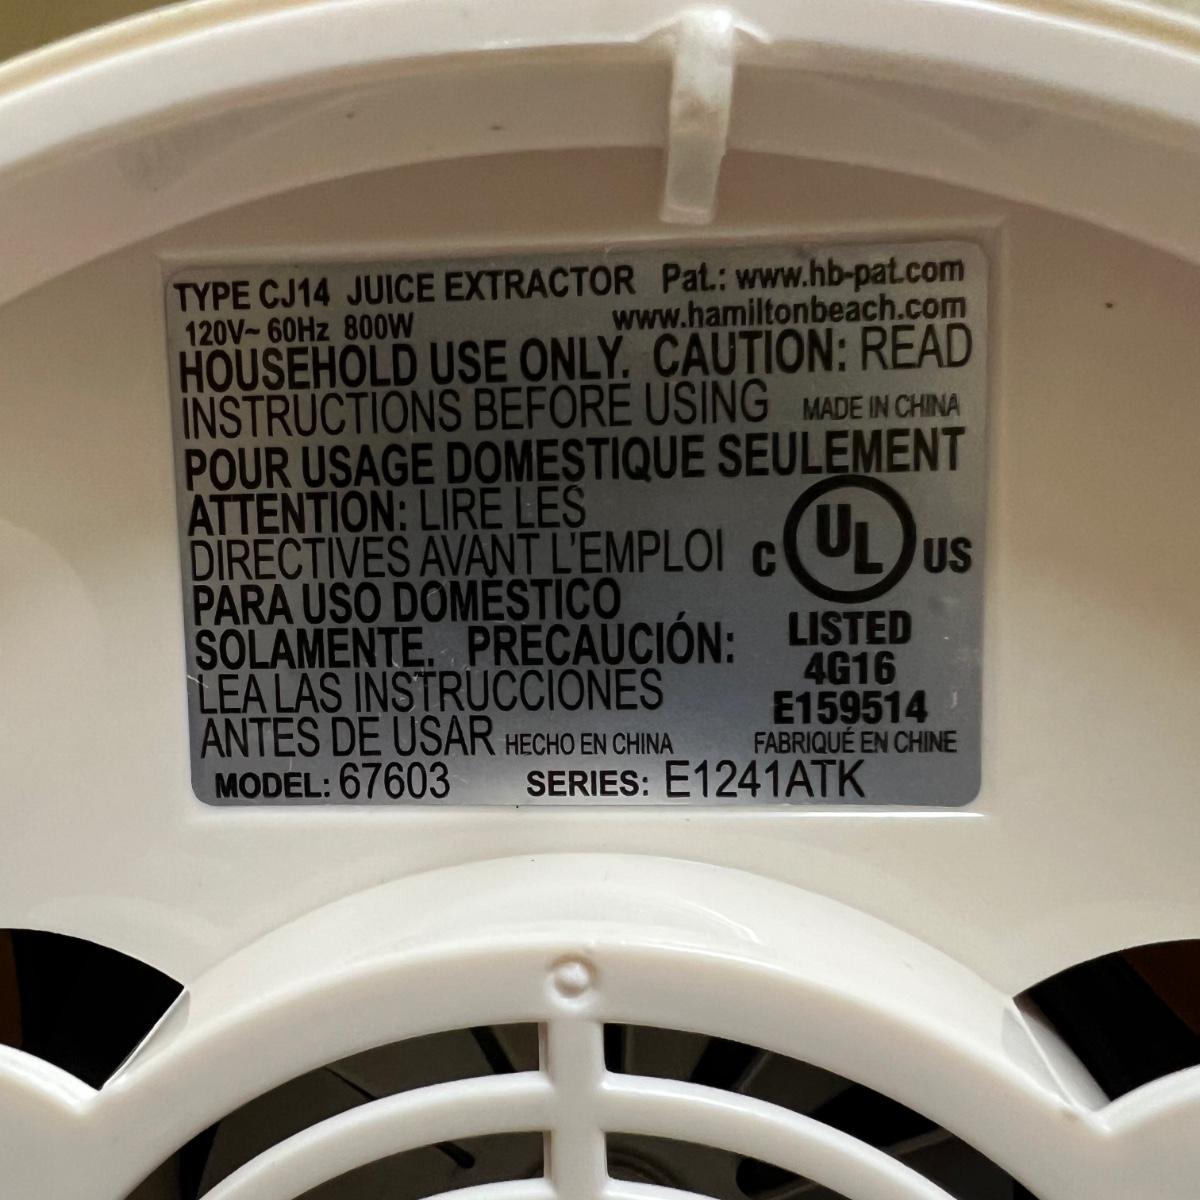 TYPE CJ14 JUICE EXTRACTOR Pat.: www.hb-pat.com
120V~ 60Hz 800W www.hamiltonbeach.com
HOUSEHOLD USE ONLY. CAUTION: READ
INSTRUCTIONS BEFORE USING MADE IN CHINA
POUR USAGE DOMESTIQUE SEULEMENT
ATTENTION: LIRE LES
DIRECTIVES AVANT L'EMPLOI
C UL US
PARA USO DOMÉSTICO
SOLAMENTE. PRECAUCIÓN:
LISTED
4G16
LEA LAS INSTRUCCIONES
E159514
ANTES DE USAR HECHO EN CHINA FABRIQUÉ EN CHINE
MODEL: 67603 SERIES: E1241ATK